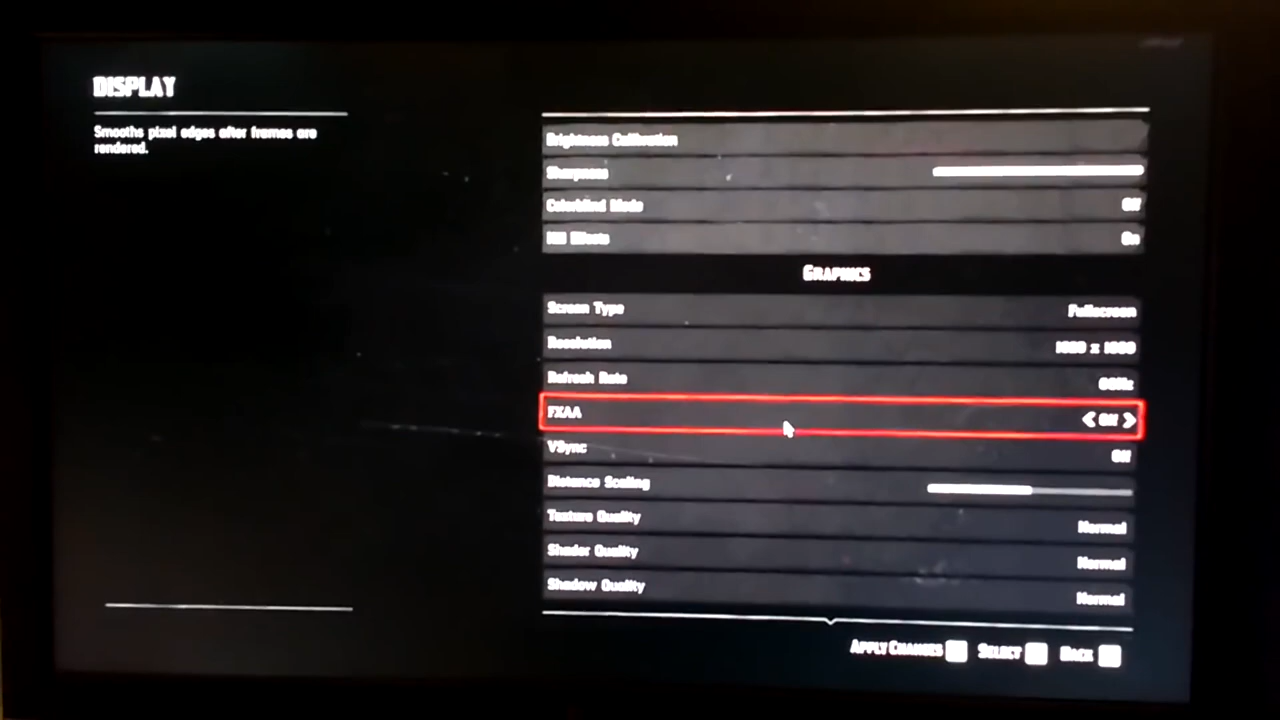 DISPLAY
Smooths pixel edges after frames are
rendered.
Brightness Calibration
Sharpness
Colorblind Mode Off
Hit Effects On
GRAPHICS
Screen Type Fullscreen
Resolution
Refresh Rate 60Hz
FXAA Off
VSync Off
Distance Scaling
Texture Quality Normal
Shader Quality Normal
Shadow Quality Normal
APPLY CHANGES SELECT BACK